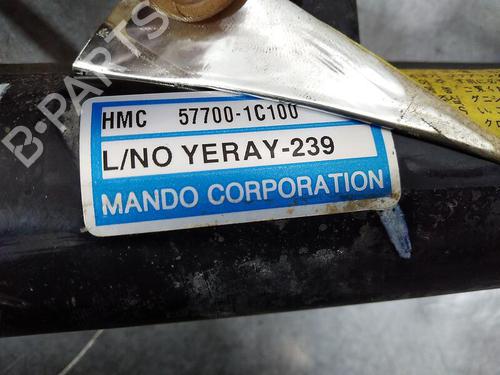 B-PARTS
HMC 57700-1C100
L/NO YERAY-239
MANDO CORPORATION